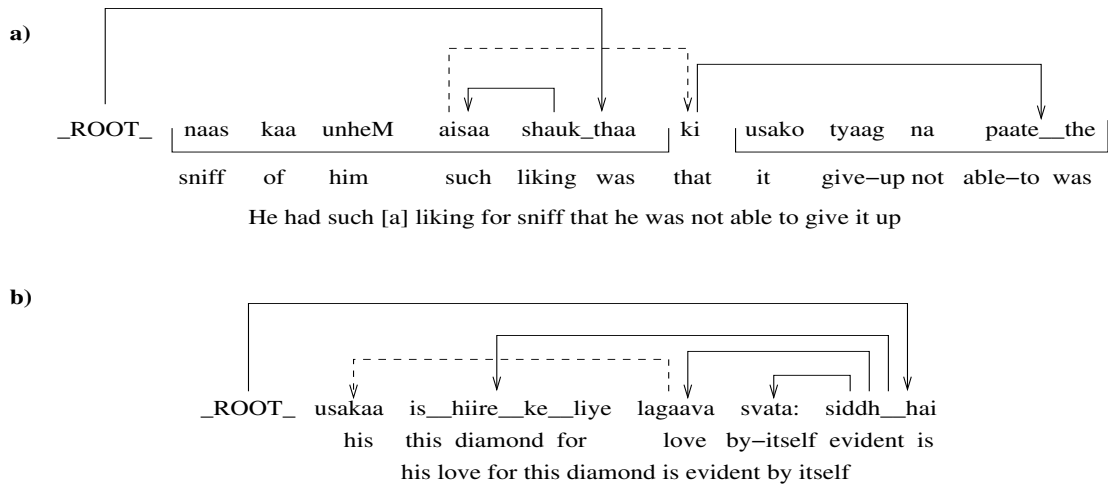 a)
_ROOT_ naas kaa unheM aisaa shauk_thaa ki usako tyaag na paate__the
sniff of him such liking was that it give−up not able−to was
He had such [a] liking for sniff that he was not able to give it up
b)
_ROOT_ usakaa is__hiire__ke__liye lagaava svata: siddh__hai
his this diamond for love by−itself evident is
his love for this diamond is evident by itself